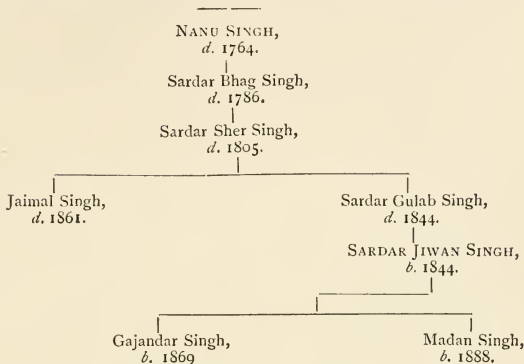 NANU SINGH,
d. 1764.
Sardar Bhag Singh,
d. 1786.
Sardar Sher Singh,
d. 1805.
Jaimal Singh,
d. 1861.
Sardar Gulab Singh,
d. 1844.
SARDAR JIWAN SINGH,
b. 1844.
Gajandar Singh,
b. 1869
Madan Singh,
b. 1888.